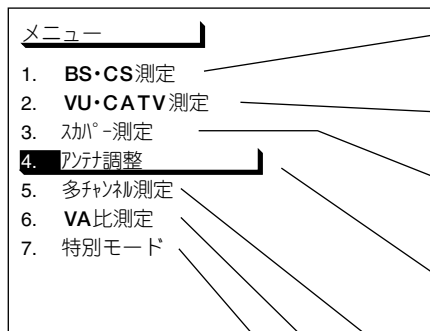 メニュー
1. BS・CS測定
2. VU・CATV測定
3. ｽｶﾊﾟｰ測定
4. ｱﾝﾃﾅ調整
5. 多ﾁｬﾝﾈﾙ測定
6. VA比測定
7. 特別モード